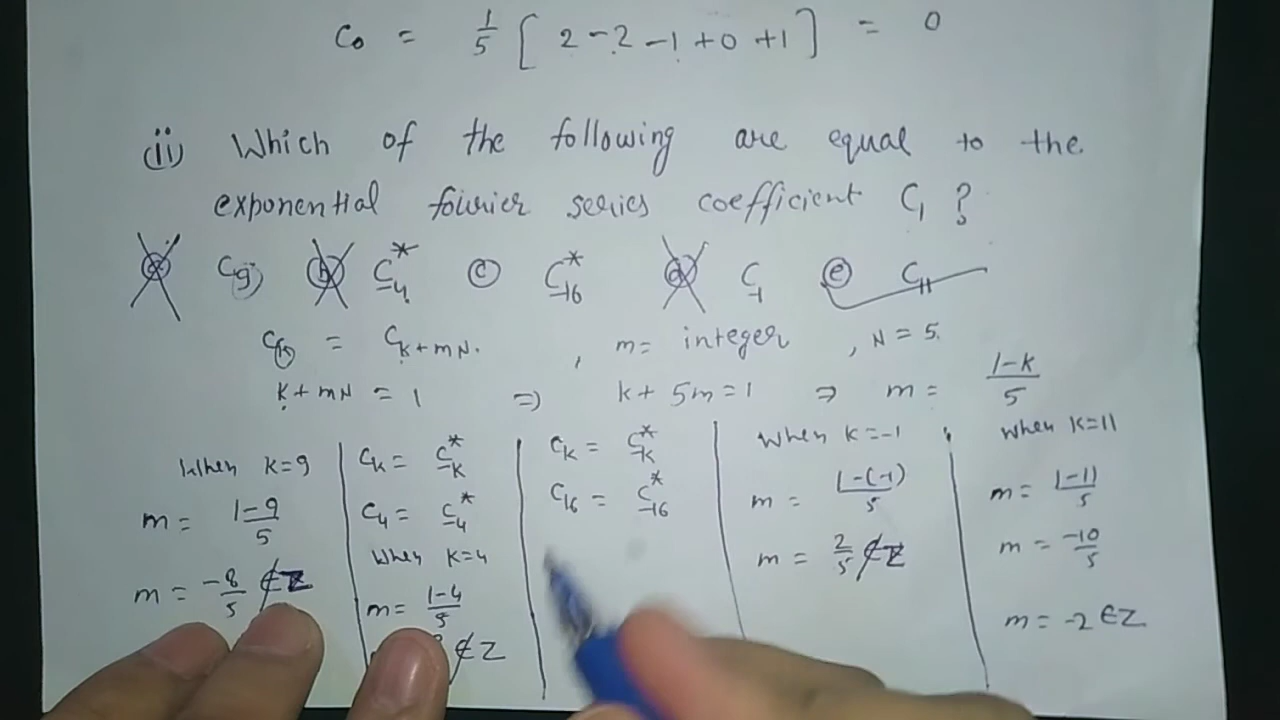 C₀ = 1/5 [ 2 - 2 - 1 + 0 + 1 ] = 0
(ii) Which of the following are equal to the
exponential fourier series coefficient C₁ ?
(a) C₉ (b) C₋₄* (c) C₋₁₆* (d) C₋₁ (e) C₁₁
Cₖ = Cₖ₊ₘN. , m = integer , N = 5.
k + mN = 1 ⇒ k + 5m = 1 ⇒ m = (1-k)/5
When k=9
m = (1-9)/5
m = -8/5 ∉ Z
Cₖ = C₋ₖ*
C₄ = C₋₄*
When k=4
m = (1-4)/5
∉ Z
Cₖ = C₋ₖ*
C₁₆ = C₋₁₆*
When k=-1
m = (1-(-1))/5
m = 2/5 ∉ Z
When k=11
m = (1-11)/5
m = -10/5
m = -2 ∈ Z